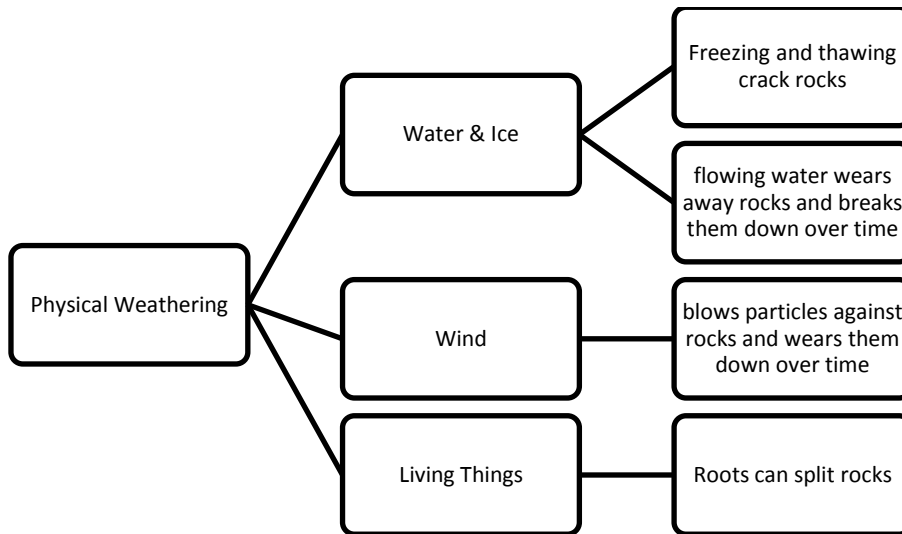 Physical Weathering
Water & Ice
Freezing and thawing
crack rocks
flowing water wears
away rocks and breaks
them down over time
Wind
blows particles against
rocks and wears them
down over time
Living Things
Roots can split rocks